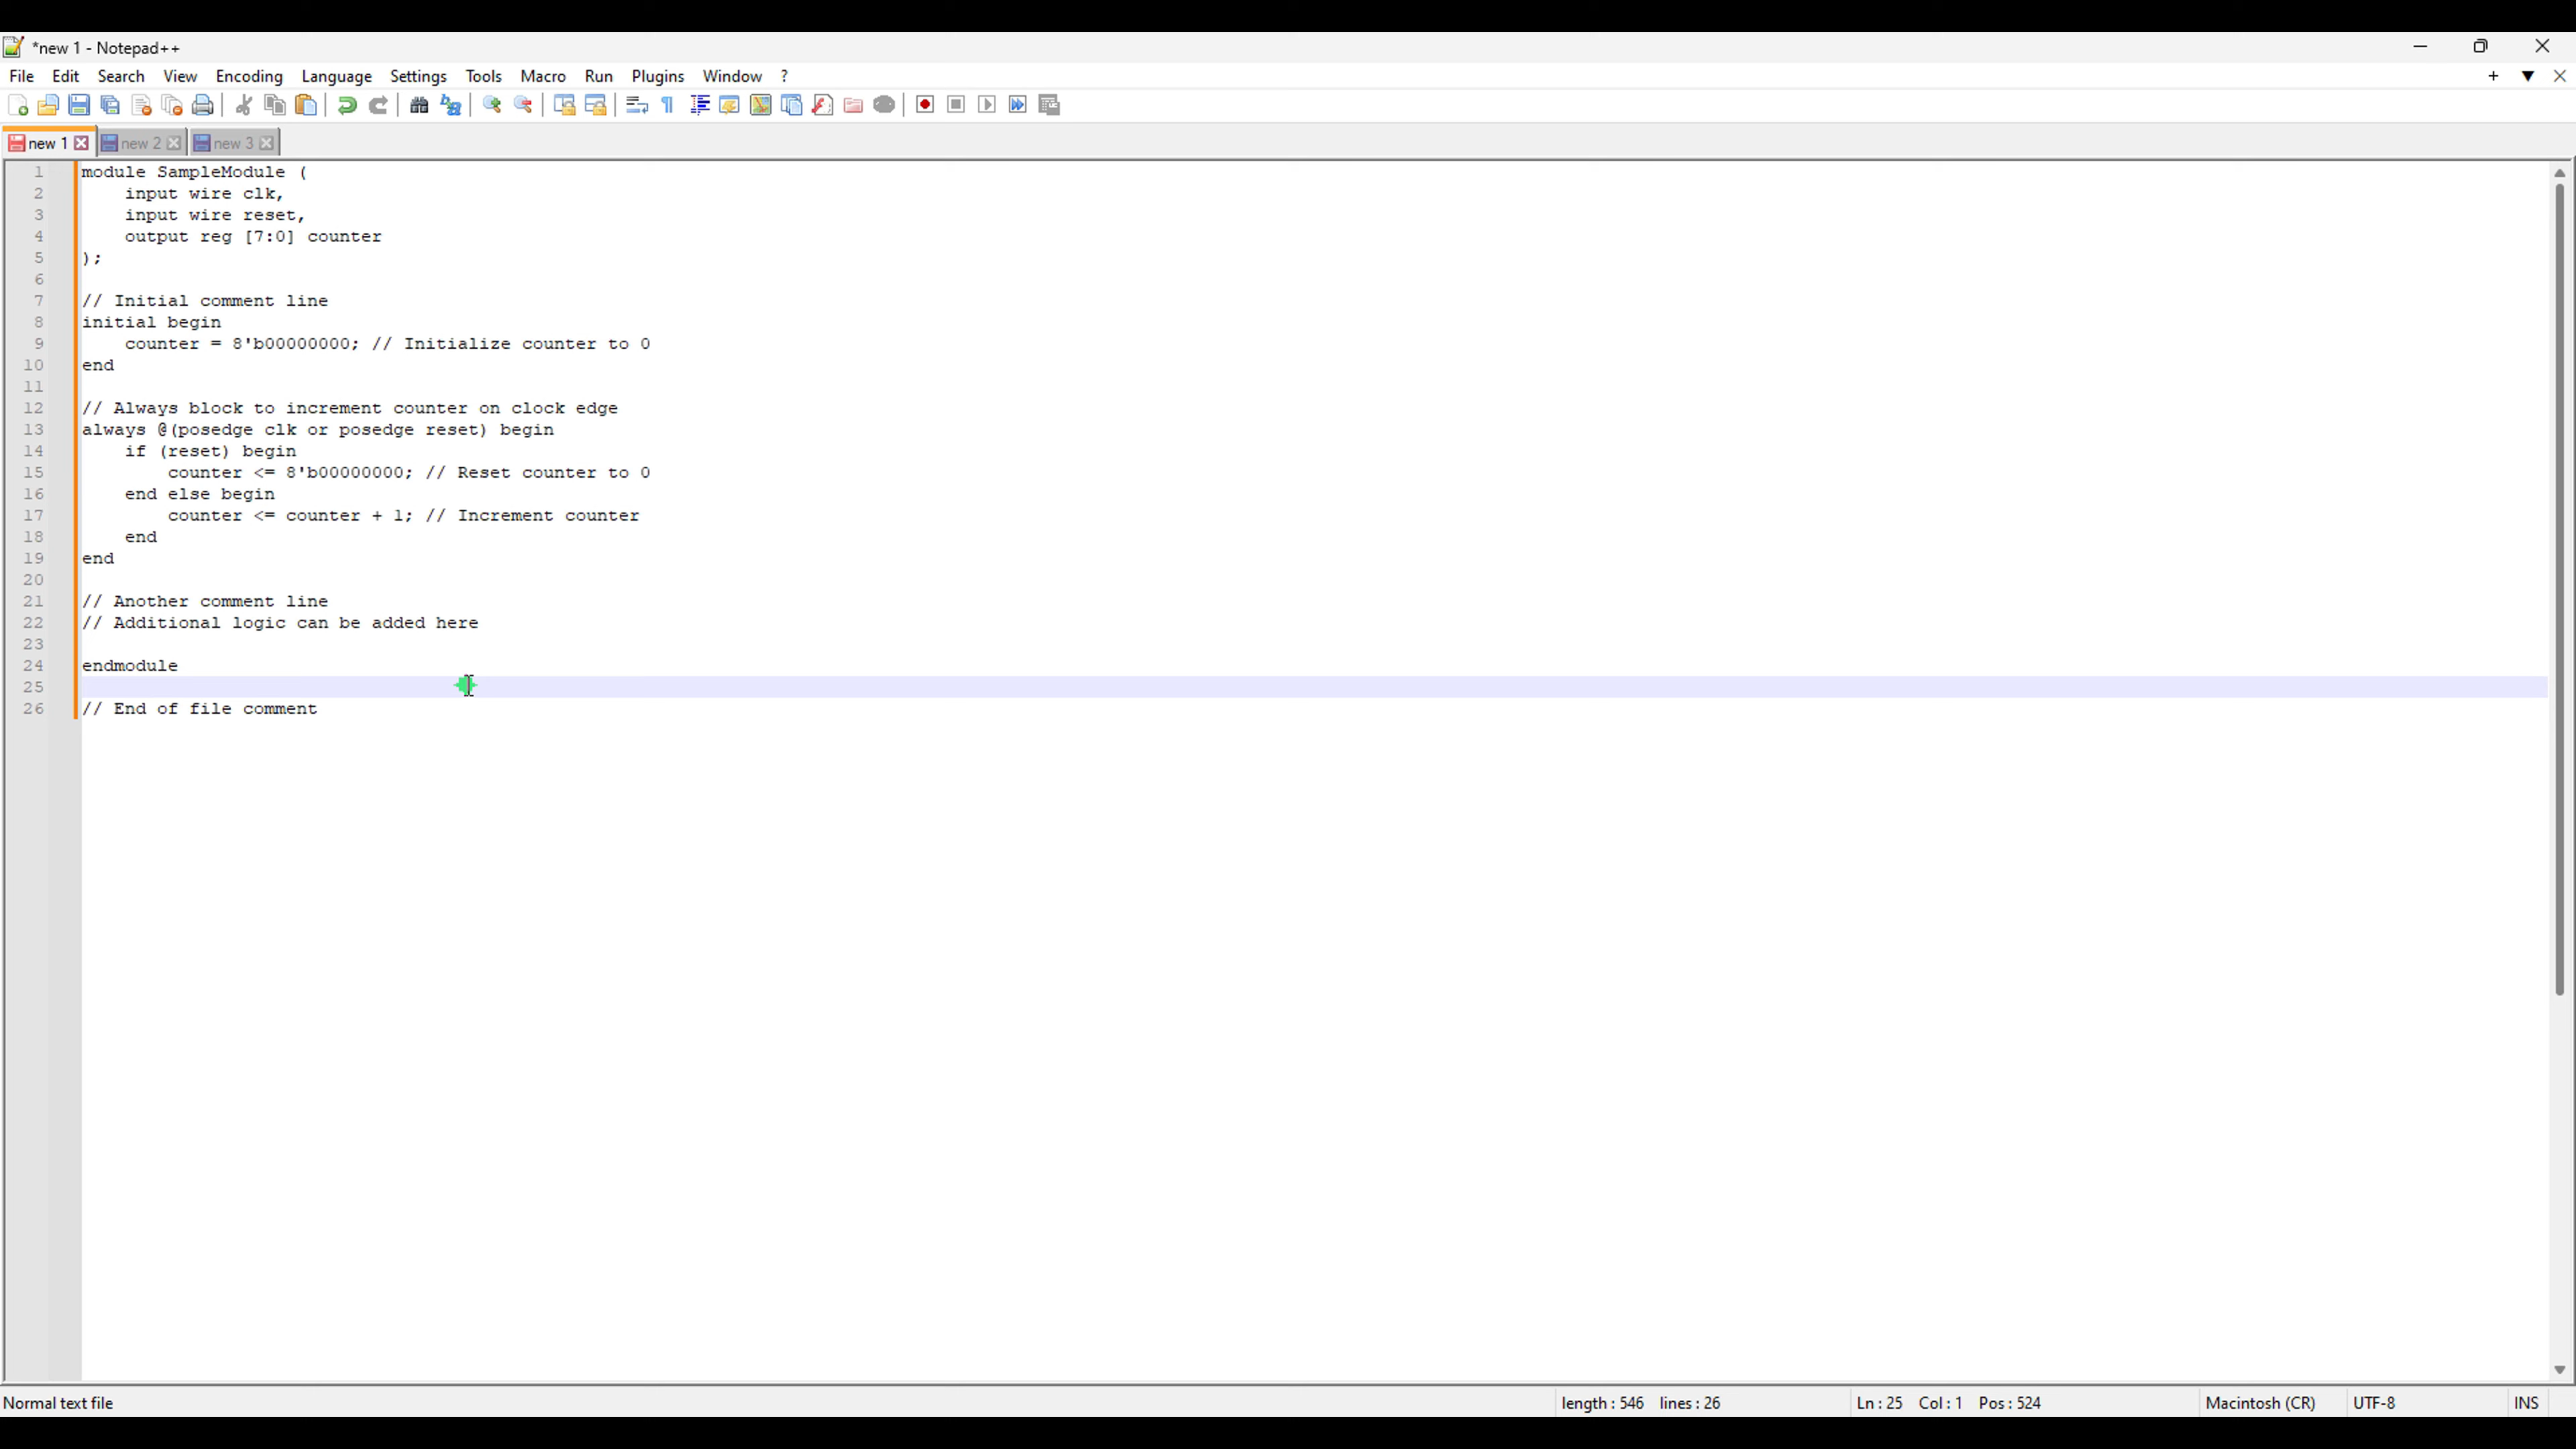 *new 1 - Notepad++
File Edit Search View Encoding Language Settings Tools Macro Run Plugins Window ?
new 1 new 2 new 3
1 module SampleModule (
2     input wire clk,
3     input wire reset,
4     output reg [7:0] counter
5 );
6
7 // Initial comment line
8 initial begin
9     counter = 8'b00000000; // Initialize counter to 0
10 end
11
12 // Always block to increment counter on clock edge
13 always @(posedge clk or posedge reset) begin
14     if (reset) begin
15         counter <= 8'b00000000; // Reset counter to 0
16     end else begin
17         counter <= counter + 1; // Increment counter
18     end
19 end
20
21 // Another comment line
22 // Additional logic can be added here
23
24 endmodule
25
26 // End of file comment
Normal text file length : 546 lines : 26 Ln : 25 Col : 1 Pos : 524 Macintosh (CR) UTF-8 INS